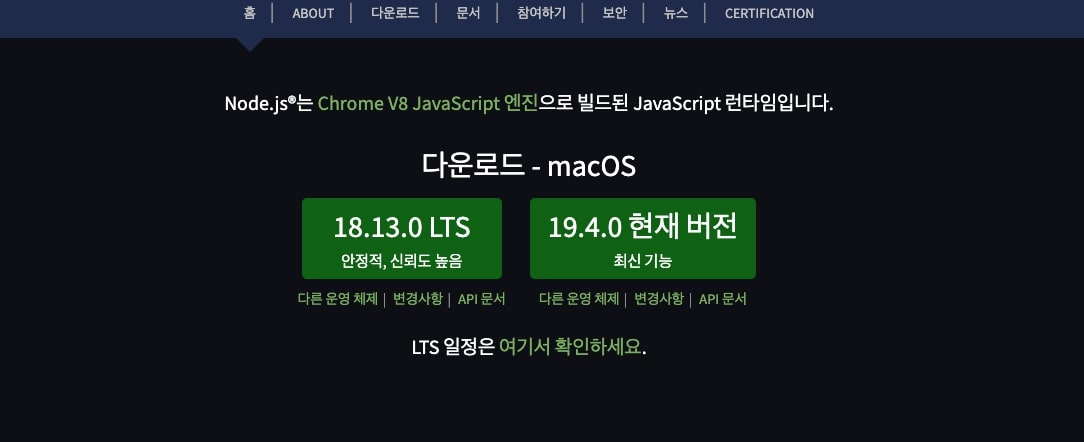 홈 | ABOUT | 다운로드 | 문서 | 참여하기 | 보안 | 뉴스 | CERTIFICATION
Node.js®는 Chrome V8 JavaScript 엔진으로 빌드된 JavaScript 런타임입니다.
다운로드 - macOS
18.13.0 LTS 19.4.0 현재 버전
안정적, 신뢰도 높음 최신 기능
다른 운영 체제 | 변경사항 | API 문서 다른 운영 체제 | 변경사항 | API 문서
LTS 일정은 여기서 확인하세요.